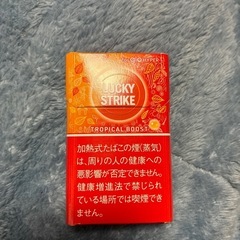 LUCKY
STRIKE
TROPICAL BOOST
加熱式たばこの煙(蒸気)
は、周りの人の健康への
悪影響が否定できません。
健康増進法で禁じられ
ている場所では喫煙でき
ません。